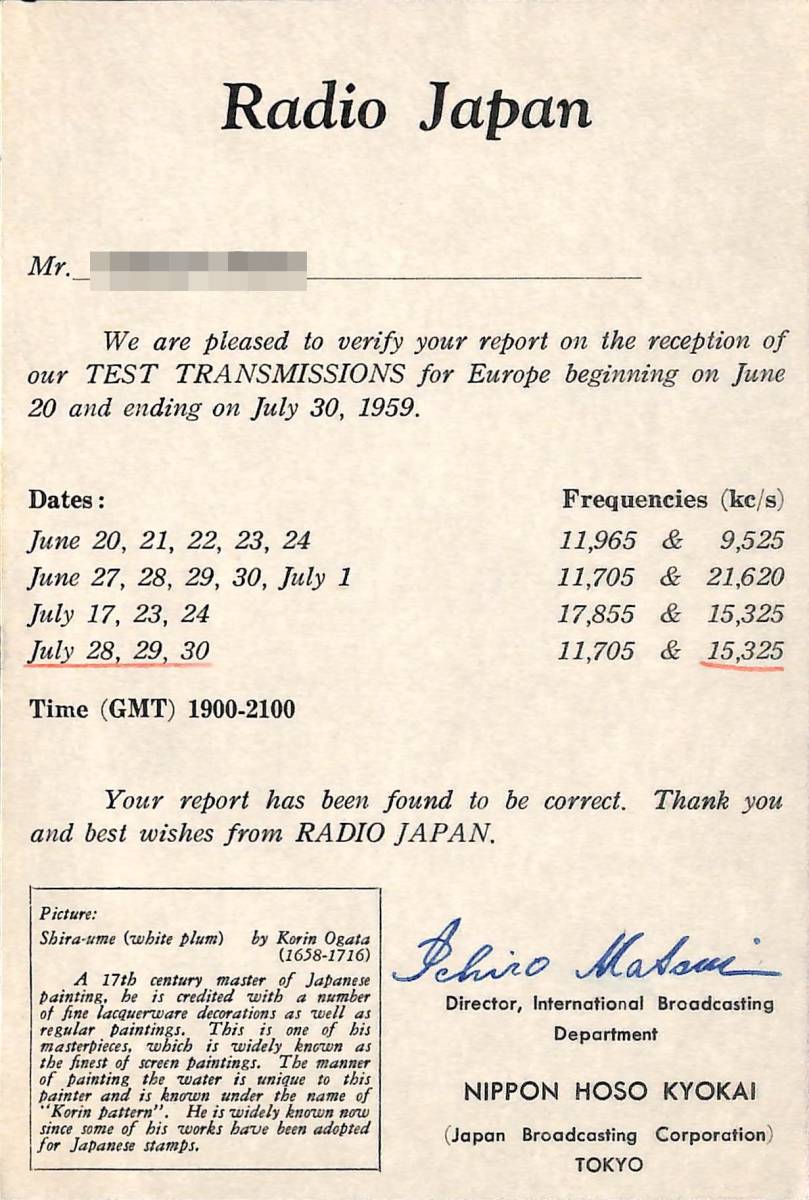 Radio Japan
Mr.
We are pleased to verify your report on the reception of
our TEST TRANSMISSIONS for Europe beginning on June
20 and ending on July 30, 1959.
Dates: Frequencies (kc/s)
June 20, 21, 22, 23, 24 11,965 & 9,525
June 27, 28, 29, 30, July 1 11,705 & 21,620
July 17, 23, 24 17,855 & 15,325
July 28, 29, 30 11,705 & 15,325
Time (GMT) 1900-2100
Your report has been found to be correct. Thank you
and best wishes from RADIO JAPAN.
Picture:
Shira-ume (white plum) by Korin Ogata
(1658-1716)
A 17th century master of Japanese
painting, he is credited with a number
of fine lacquerware decorations as well as
regular paintings. This is one of his
masterpieces, which is widely known as
the finest of screen paintings. The manner
of painting the water is unique to this
painter and is known under the name of
"Korin pattern". He is widely known now
since some of his works have been adopted
for Japanese stamps.
Ichiro Matsui
Director, International Broadcasting
Department
NIPPON HOSO KYOKAI
(Japan Broadcasting Corporation)
TOKYO